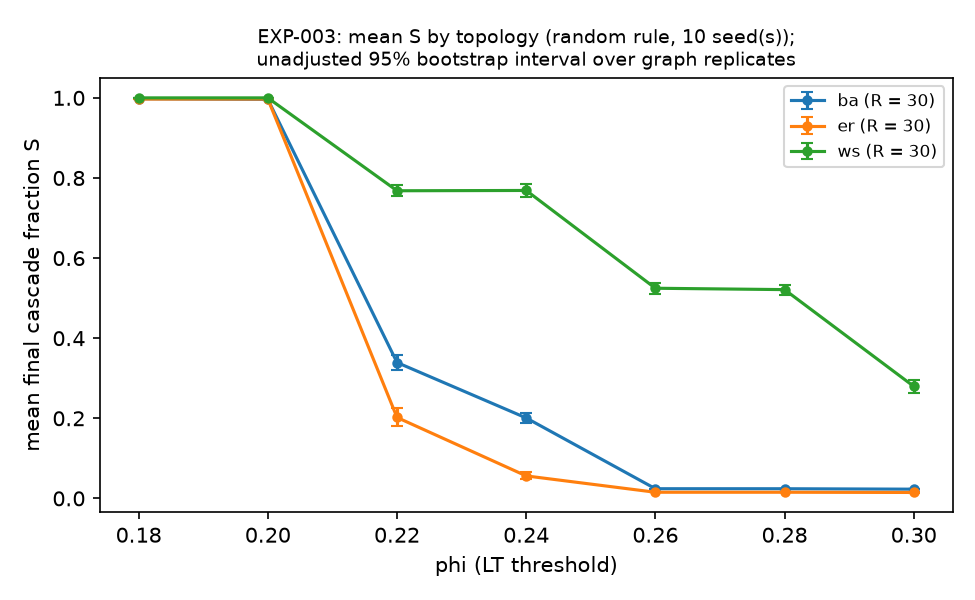 EXP-003: mean S by topology (random rule, 10 seed(s));
unadjusted 95% bootstrap interval over graph replicates
ba (R = 30)
er (R = 30)
ws (R = 30)
mean final cascade fraction S
1.0
0.8
0.6
0.4
0.2
0.0
0.18 0.20 0.22 0.24 0.26 0.28 0.30
phi (LT threshold)